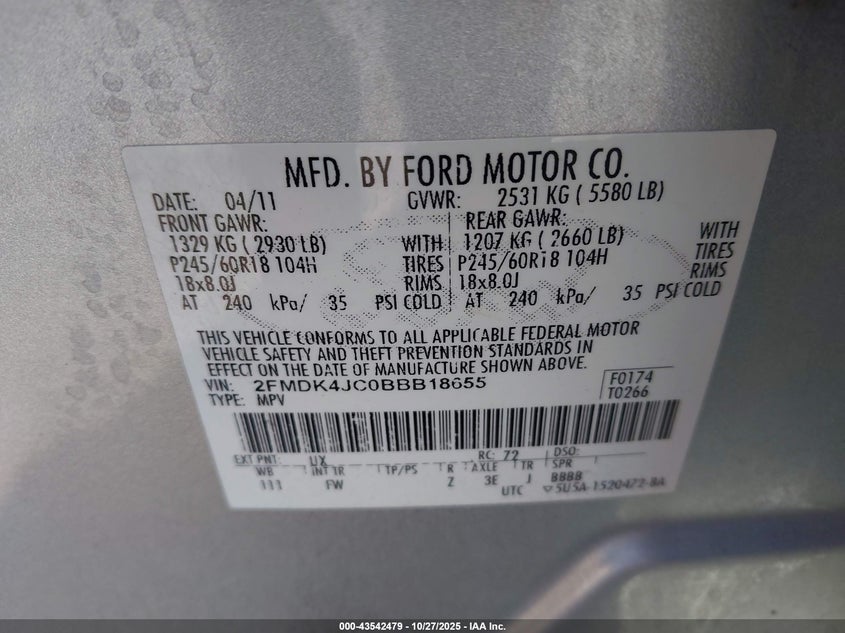 MFD. BY FORD MOTOR CO.
DATE: 04/11 GVWR: 2531 KG ( 5580 LB)
FRONT GAWR: REAR GAWR:
1329 KG ( 2930 LB) WITH 1207 KG ( 2660 LB) WITH
P245/60R18 104H TIRES P245/60R18 104H TIRES
18x8.0J RIMS 18x8.0J RIMS
AT 240 kPa/ 35 PSI COLD AT 240 kPa/ 35 PSI COLD
THIS VEHICLE CONFORMS TO ALL APPLICABLE FEDERAL MOTOR
VEHICLE SAFETY AND THEFT PREVENTION STANDARDS IN
EFFECT ON THE DATE OF MANUFACTURE SHOWN ABOVE.
VIN: 2FMDK4JC0BBB18655 F0174
TYPE: MPV T0266
EXT PNT: UX RC: 72 DSO:
WB INT TR TP/PS R AXLE TR SPR
111 FW Z 3E J BBBB
UTC ▽5U5A-1520472-BA
000-43542479 - 10/27/2025 - IAA Inc.